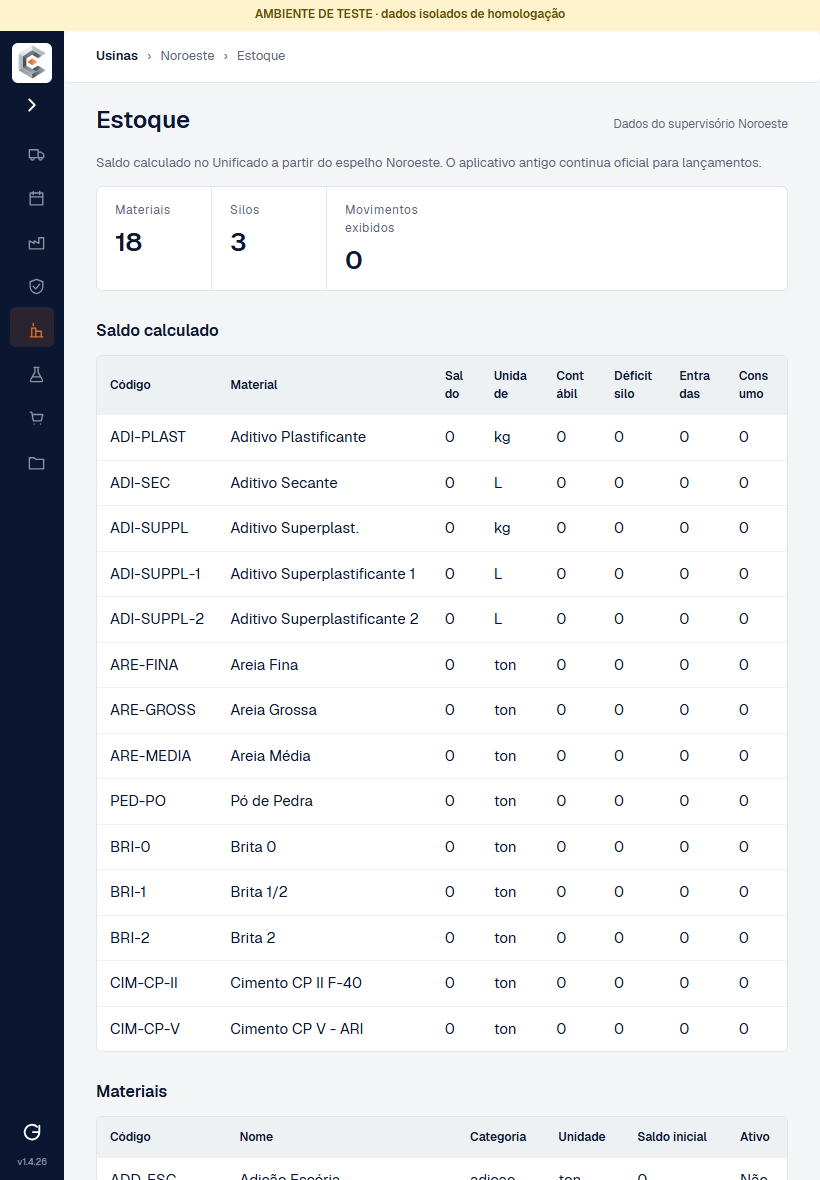 AMBIENTE DE TESTE · dados isolados de homologação
Usinas › Noroeste › Estoque
Estoque
Dados do supervisório Noroeste
Saldo calculado no Unificado a partir do espelho Noroeste. O aplicativo antigo continua oficial para lançamentos.
Materiais
18
Silos
3
Movimentos
exibidos
0
Saldo calculado
Código Material Sal Unida Cont Déficit Entra Cons
do de ábil silo das umo
ADI-PLAST Aditivo Plastificante 0 kg 0 0 0 0
ADI-SEC Aditivo Secante 0 L 0 0 0 0
ADI-SUPPL Aditivo Superplast. 0 kg 0 0 0 0
ADI-SUPPL-1 Aditivo Superplastificante 1 0 L 0 0 0 0
ADI-SUPPL-2 Aditivo Superplastificante 2 0 L 0 0 0 0
ARE-FINA Areia Fina 0 ton 0 0 0 0
ARE-GROSS Areia Grossa 0 ton 0 0 0 0
ARE-MEDIA Areia Média 0 ton 0 0 0 0
PED-PO Pó de Pedra 0 ton 0 0 0 0
BRI-0 Brita 0 0 ton 0 0 0 0
BRI-1 Brita 1/2 0 ton 0 0 0 0
BRI-2 Brita 2 0 ton 0 0 0 0
CIM-CP-II Cimento CP II F-40 0 ton 0 0 0 0
CIM-CP-V Cimento CP V - ARI 0 ton 0 0 0 0
Materiais
Código Nome Categoria Unidade Saldo inicial Ativo
ADD-ESC Adição Escória adicao ton 0 Não
v1.4.26